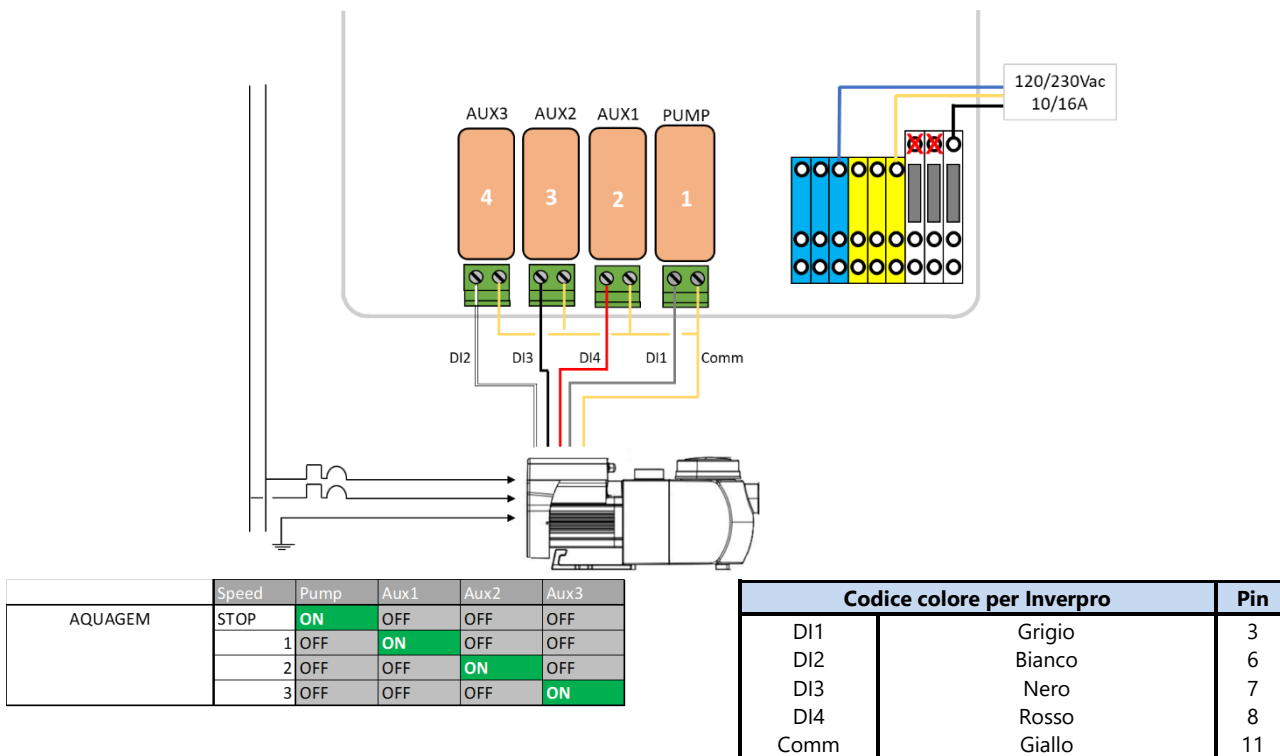 120/230Vac
10/16A
AUX3 AUX2 AUX1 PUMP
4 3 2 1
DI2 DI3 DI4 DI1 Comm
Speed Pump Aux1 Aux2 Aux3
AQUAGEM STOP ON OFF OFF OFF
1 OFF ON OFF OFF
2 OFF OFF ON OFF
3 OFF OFF OFF ON
Codice colore per Inverpro Pin
DI1 Grigio 3
DI2 Bianco 6
DI3 Nero 7
DI4 Rosso 8
Comm Giallo 11